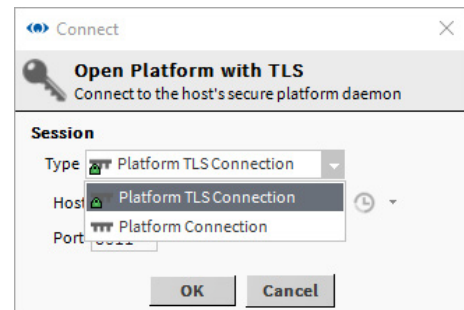 Connect
Open Platform with TLS
Connect to the host's secure platform daemon
Session
Type Platform TLS Connection
Platform TLS Connection
Host
Platform Connection
Port
OK Cancel